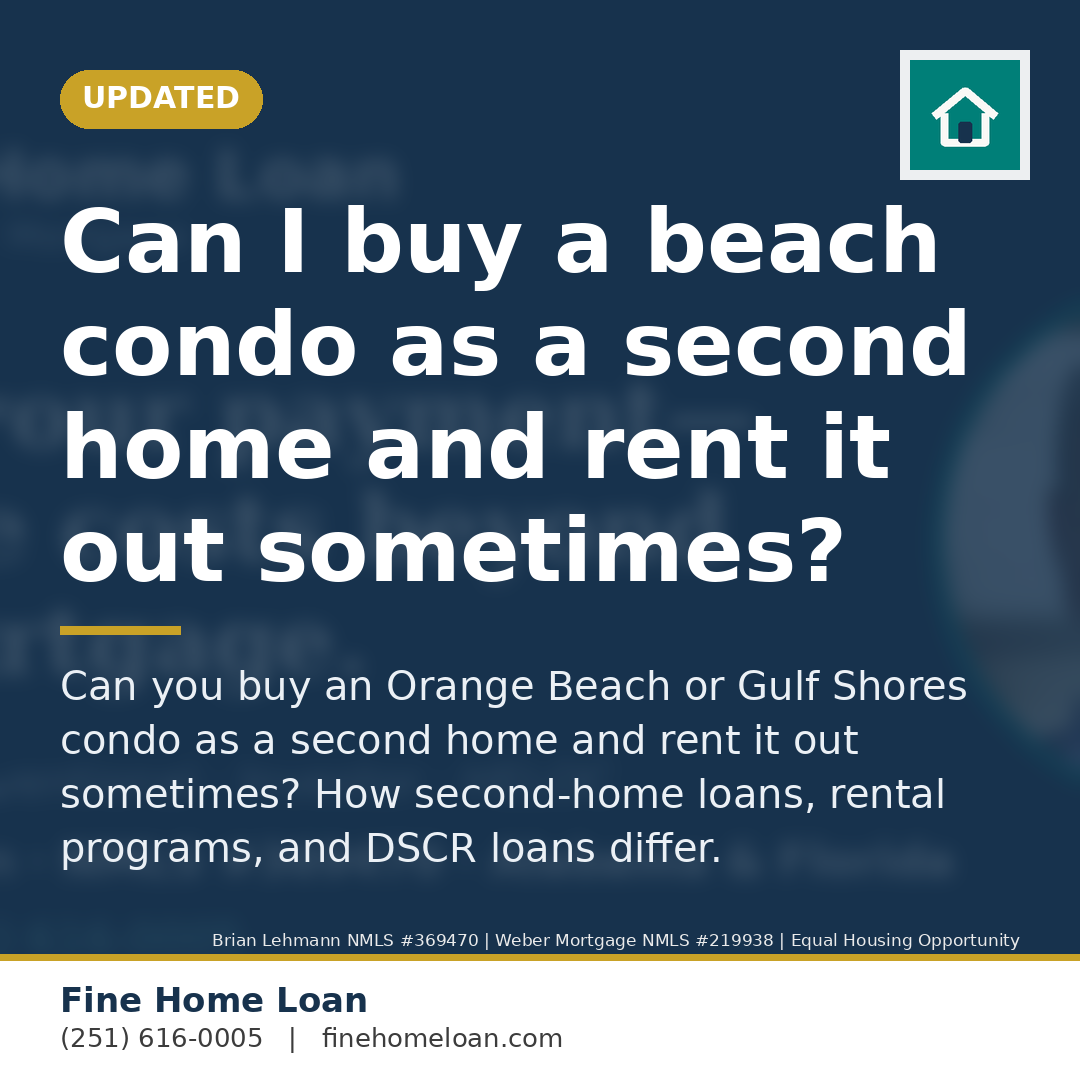 UPDATED
Can I buy a beach
condo as a second
home and rent it
out sometimes?
Can you buy an Orange Beach or Gulf Shores
condo as a second home and rent it out
sometimes? How second-home loans, rental
programs, and DSCR loans differ.
Brian Lehmann NMLS #369470 | Weber Mortgage NMLS #219938 | Equal Housing Opportunity
Fine Home Loan
(251) 616-0005 | finehomeloan.com